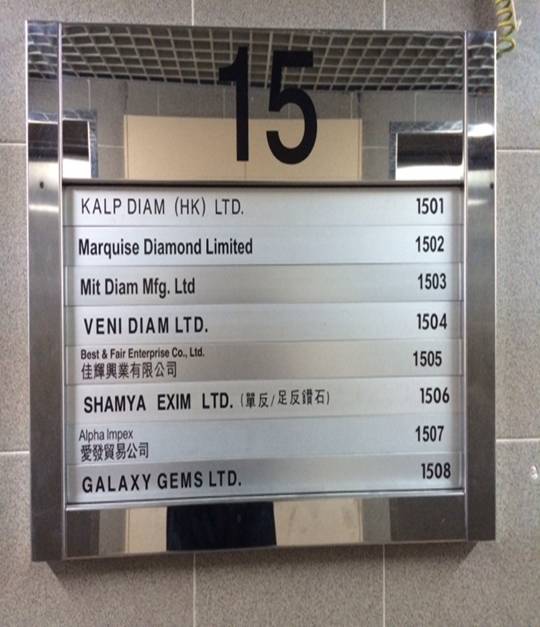 15
KALP DIAM (HK) LTD. 1501
Marquise Diamond Limited 1502
Mit Diam Mfg. Ltd 1503
VENI DIAM LTD. 1504
Best & Fair Enterprise Co., Ltd.
佳輝興業有限公司 1505
SHAMYA EXIM LTD. (單反/足反鑽石) 1506
Alpha Impex
愛發貿易公司 1507
GALAXY GEMS LTD. 1508